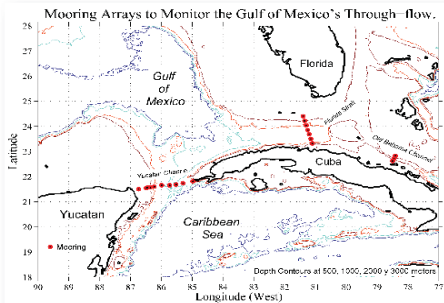 Mooring Arrays to Monitor the Gulf of Mexico's Through-flow.
28
27
26
25
24
23
22
21
20
19
18
Latitude
Gulf
of
Mexico
Florida
Florida Strait
Old Bahama Channel
Yucatan Channel
Cuba
Yucatan
Caribbean
Sea
Mooring
Depth Contours at 500, 1000, 2000 y 3000 meters
90 89 88 87 86 85 84 83 82 81 80 79 78 77
Longitude (West)